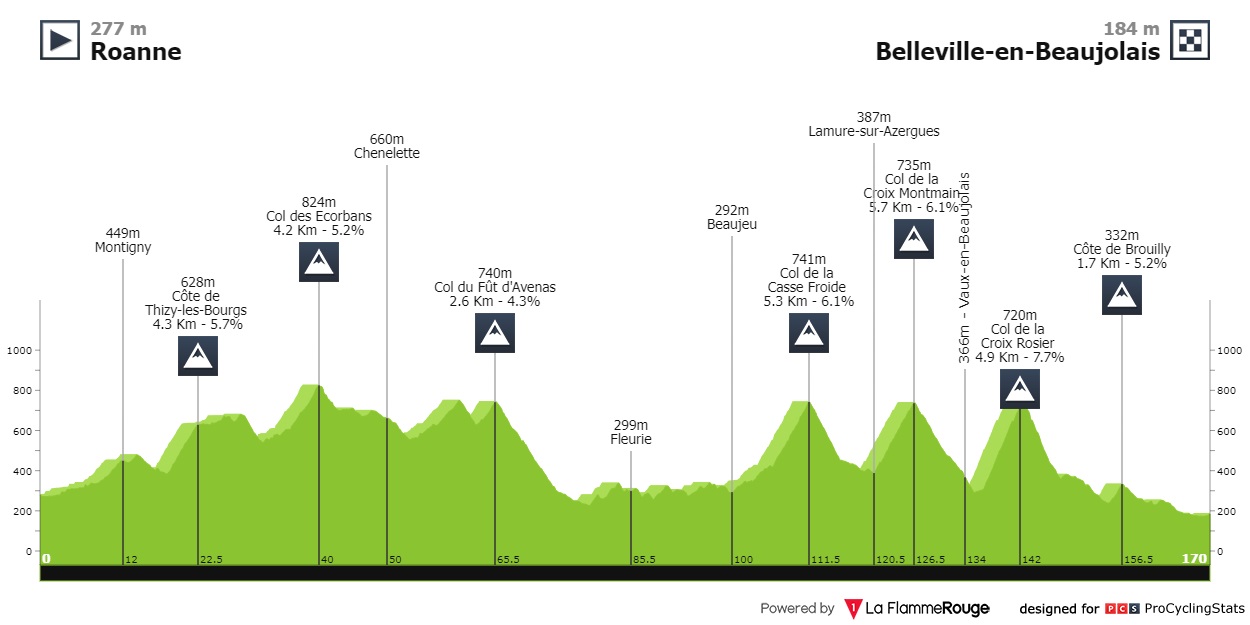 277 m
Roanne
184 m
Belleville-en-Beaujolais
449m
Montigny
628m
Côte de
Thizy-les-Bourgs
4.3 Km - 5.7%
824m
Col des Ecorbans
4.2 Km - 5.2%
660m
Chenelette
740m
Col du Fût d'Avenas
2.6 Km - 4.3%
299m
Fleurie
292m
Beaujeu
741m
Col de la
Casse Froide
5.3 Km - 6.1%
387m
Lamure-sur-Azergues
735m
Col de la
Croix Montmain
5.7 Km - 6.1%
366m - Vaux-en-Beaujolais
720m
Col de la
Croix Rosier
4.9 Km - 7.7%
332m
Côte de Brouilly
1.7 Km - 5.2%
1000
800
600
400
200
0
1000
800
600
400
200
0
0
12
22.5
40
50
65.5
85.5
100
111.5
120.5
126.5
134
142
156.5
170
Powered by 1 La FlammeRouge designed for PCS ProCyclingStats